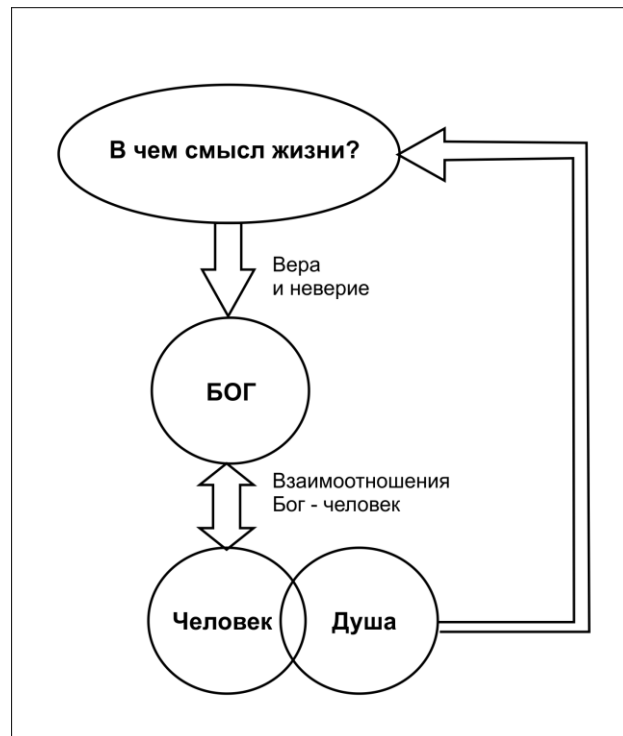 В чем смысл жизни?
Вера
и неверие
БОГ
Взаимоотношения
Бог - человек
Человек
Душа